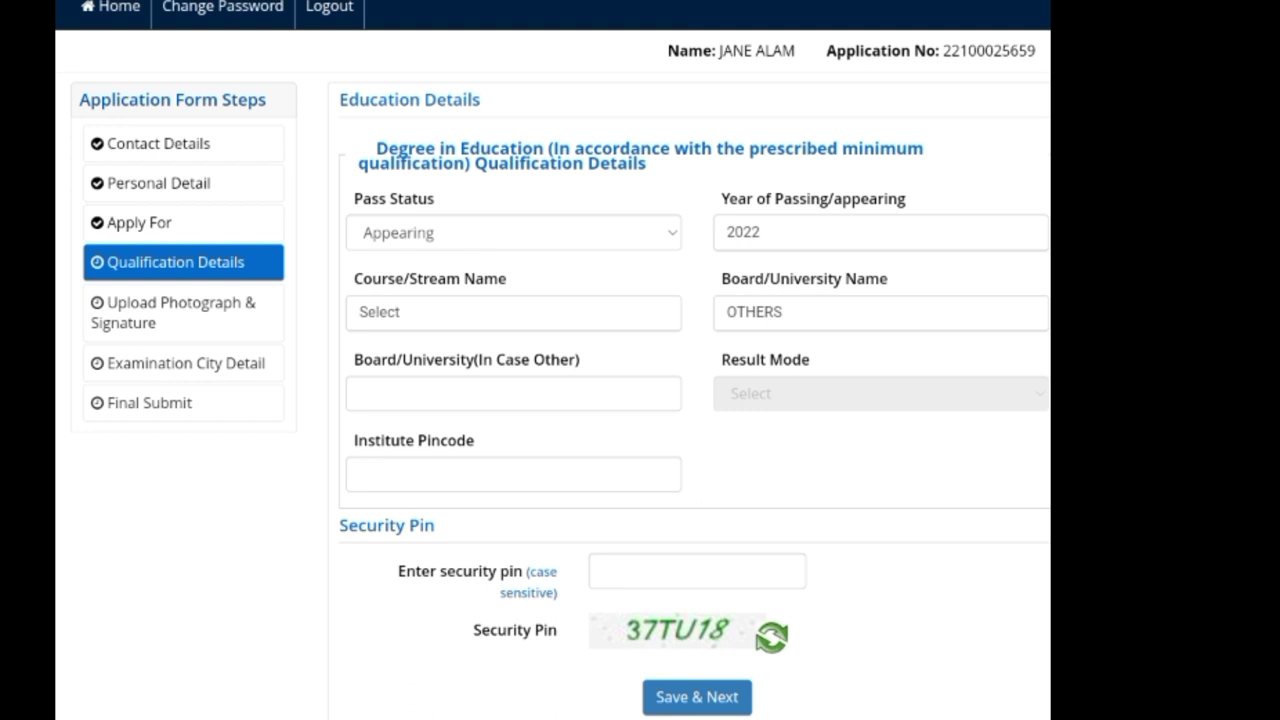 Home
Change Password
Logout
Name: JANE ALAM
Application No: 22100025659
Application Form Steps
Contact Details
Personal Detail
Apply For
Qualification Details
Upload Photograph &
Signature
Examination City Detail
Final Submit
Education Details
Degree in Education (In accordance with the prescribed minimum
qualification) Qualification Details
Pass Status
Year of Passing/appearing
Appearing
2022
Course/Stream Name
Board/University Name
Select
OTHERS
Board/University(In Case Other)
Result Mode
Select
Institute Pincode
Security Pin
Enter security pin (case
sensitive)
Security Pin
37TU18
Save & Next